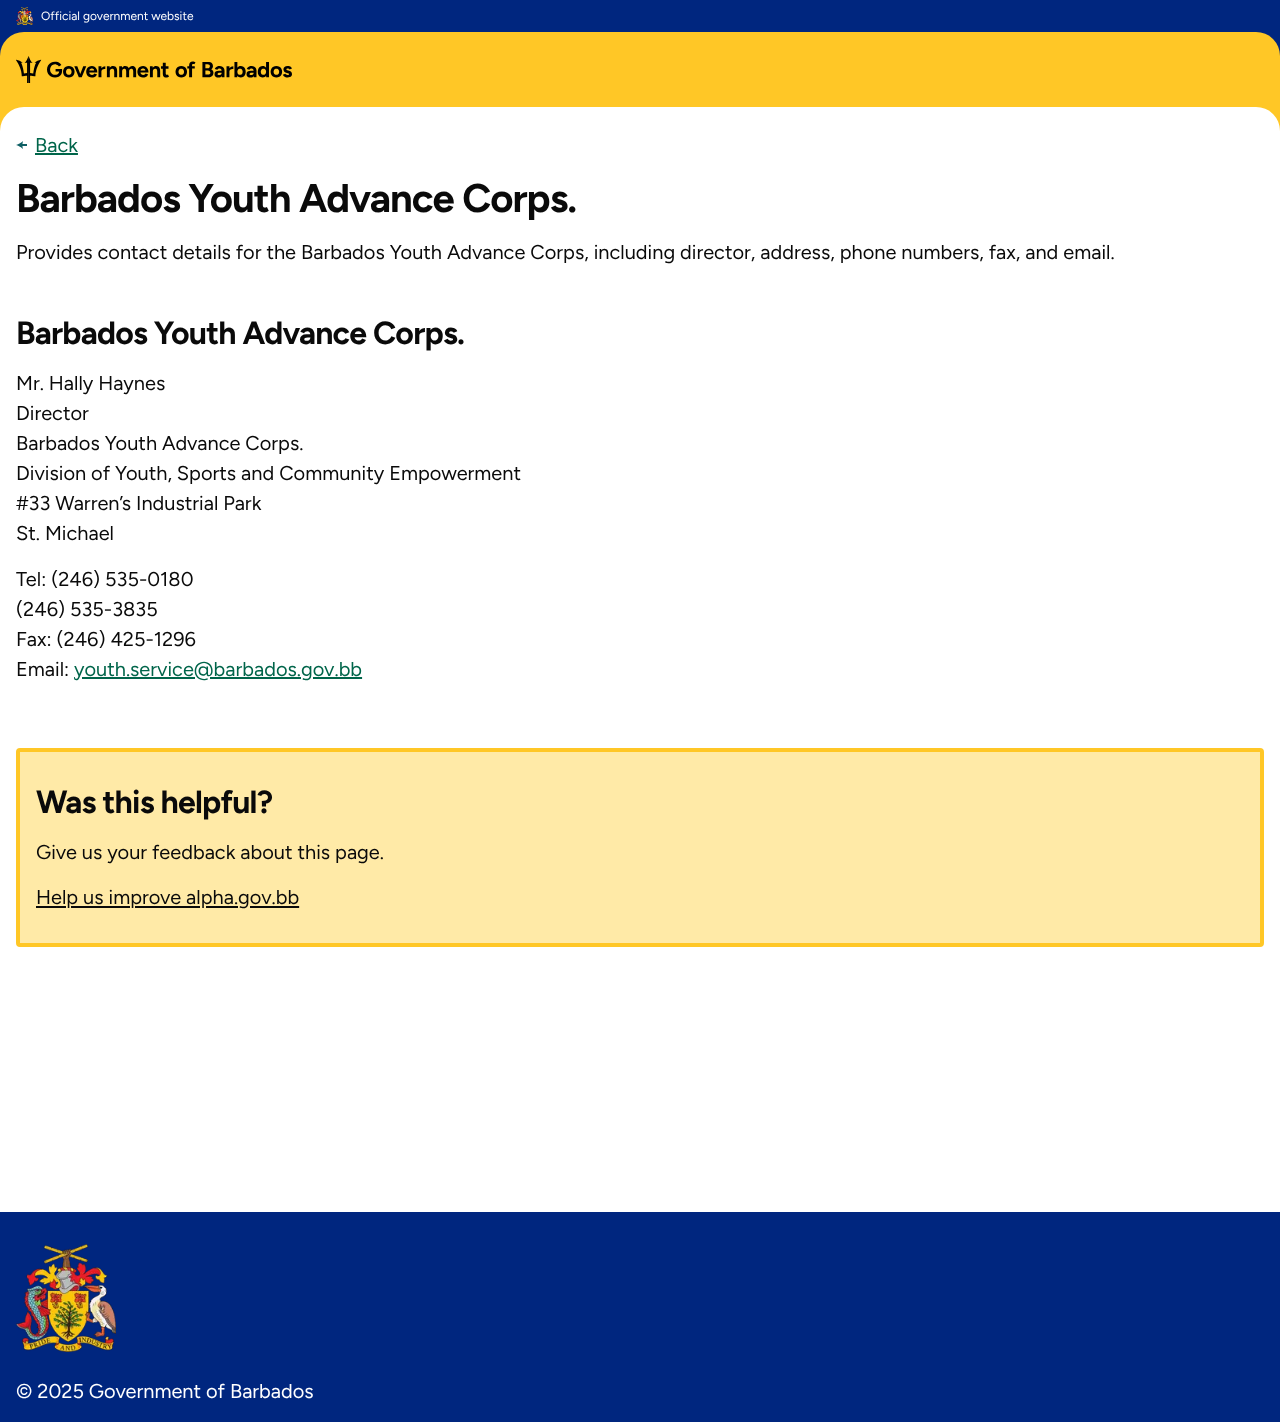 Official government website
Government of Barbados
Back
Barbados Youth Advance Corps.
Provides contact details for the Barbados Youth Advance Corps, including director, address, phone numbers, fax, and email.
Barbados Youth Advance Corps.
Mr. Hally Haynes
Director
Barbados Youth Advance Corps.
Division of Youth, Sports and Community Empowerment
#33 Warren’s Industrial Park
St. Michael
Tel: (246) 535-0180
(246) 535-3835
Fax: (246) 425-1296
Email: youth.service@barbados.gov.bb
Was this helpful?
Give us your feedback about this page.
Help us improve alpha.gov.bb
PRIDE AND INDUSTRY
© 2025 Government of Barbados